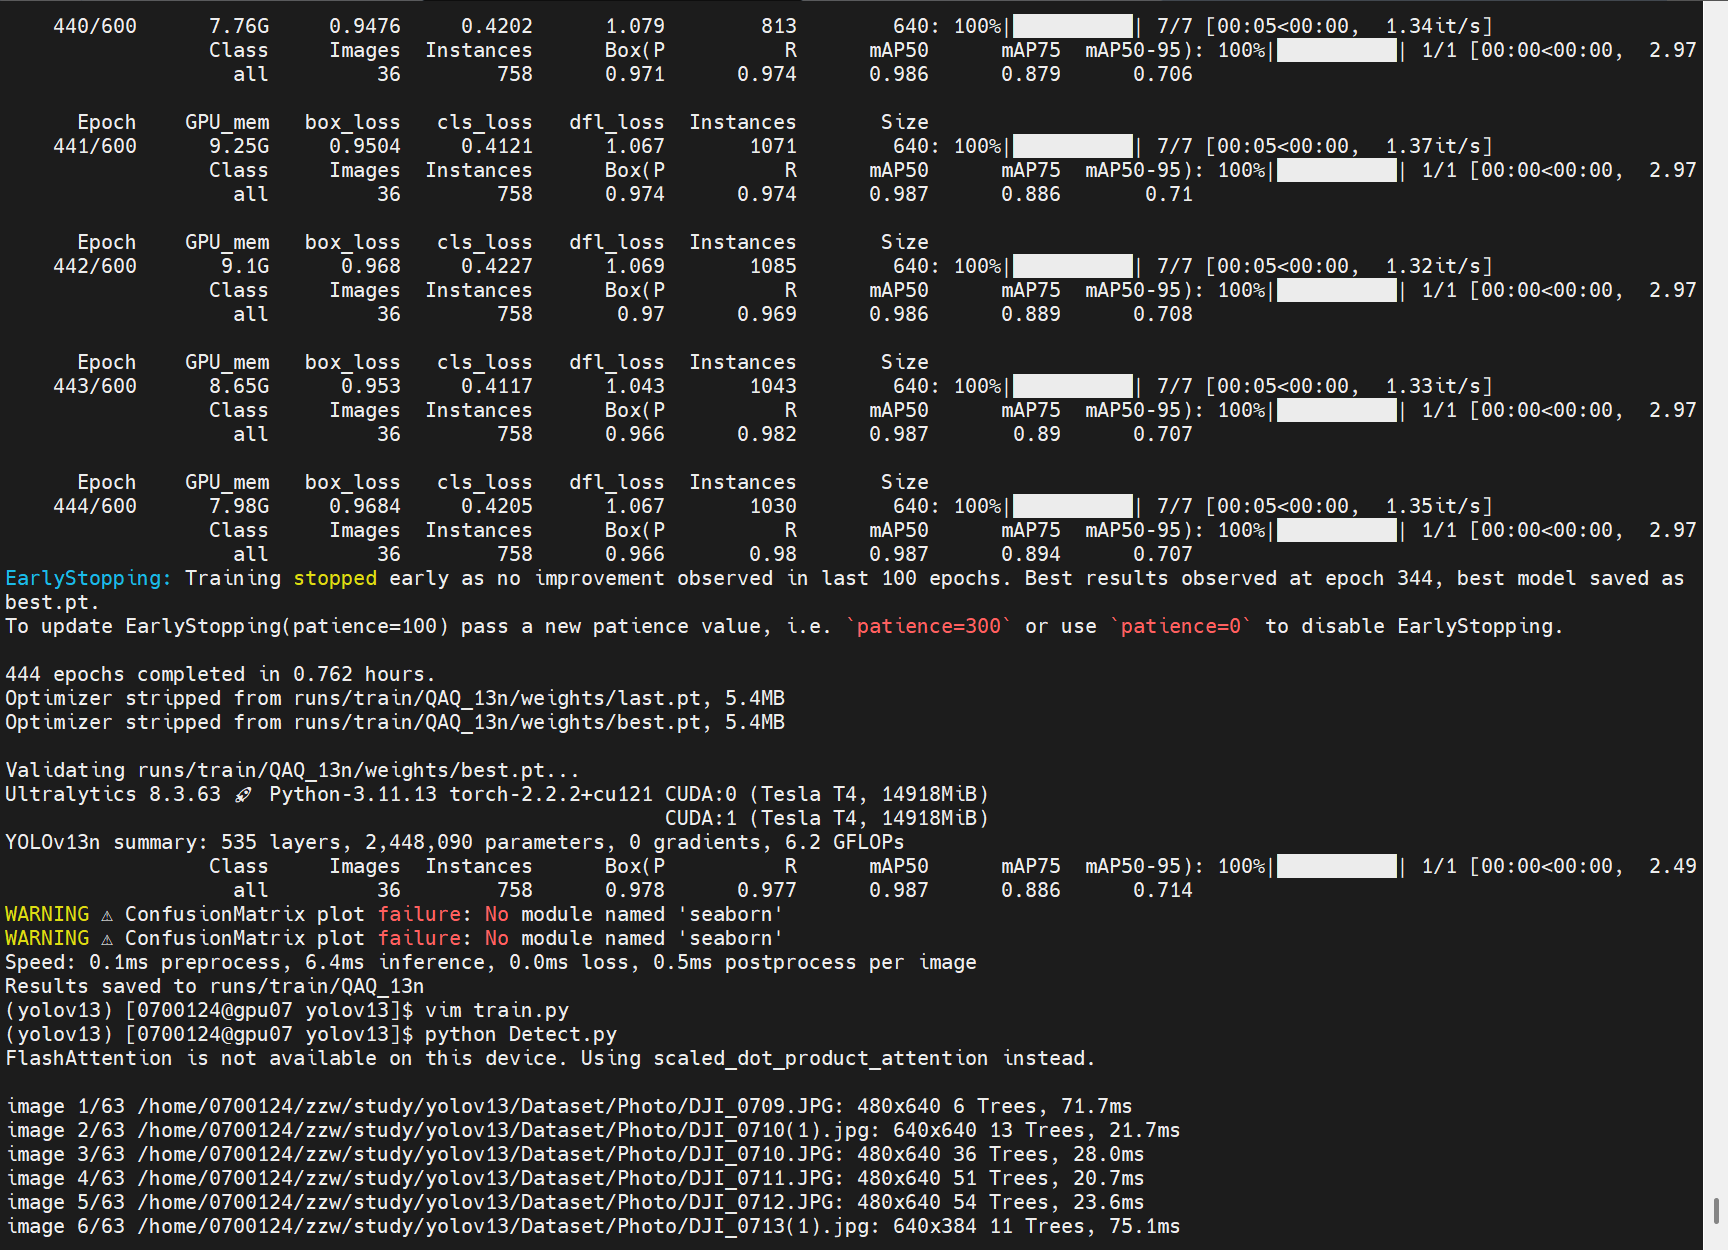 440/600 7.76G 0.9476 0.4202 1.079 813 640: 100%|██████████| 7/7 [00:05<00:00, 1.34it/s]
Class Images Instances Box(P R mAP50 mAP75 mAP50-95): 100%|██████████| 1/1 [00:00<00:00, 2.97
all 36 758 0.971 0.974 0.986 0.879 0.706
Epoch GPU_mem box_loss cls_loss dfl_loss Instances Size
441/600 9.25G 0.9504 0.4121 1.067 1071 640: 100%|██████████| 7/7 [00:05<00:00, 1.37it/s]
Class Images Instances Box(P R mAP50 mAP75 mAP50-95): 100%|██████████| 1/1 [00:00<00:00, 2.97
all 36 758 0.974 0.974 0.987 0.886 0.71
Epoch GPU_mem box_loss cls_loss dfl_loss Instances Size
442/600 9.1G 0.968 0.4227 1.069 1085 640: 100%|██████████| 7/7 [00:05<00:00, 1.32it/s]
Class Images Instances Box(P R mAP50 mAP75 mAP50-95): 100%|██████████| 1/1 [00:00<00:00, 2.97
all 36 758 0.97 0.969 0.986 0.889 0.708
Epoch GPU_mem box_loss cls_loss dfl_loss Instances Size
443/600 8.65G 0.953 0.4117 1.043 1043 640: 100%|██████████| 7/7 [00:05<00:00, 1.33it/s]
Class Images Instances Box(P R mAP50 mAP75 mAP50-95): 100%|██████████| 1/1 [00:00<00:00, 2.97
all 36 758 0.966 0.982 0.987 0.89 0.707
Epoch GPU_mem box_loss cls_loss dfl_loss Instances Size
444/600 7.98G 0.9684 0.4205 1.067 1030 640: 100%|██████████| 7/7 [00:05<00:00, 1.35it/s]
Class Images Instances Box(P R mAP50 mAP75 mAP50-95): 100%|██████████| 1/1 [00:00<00:00, 2.97
all 36 758 0.966 0.98 0.987 0.894 0.707
EarlyStopping: Training stopped early as no improvement observed in last 100 epochs. Best results observed at epoch 344, best model saved as
best.pt.
To update EarlyStopping(patience=100) pass a new patience value, i.e. `patience=300` or use `patience=0` to disable EarlyStopping.
444 epochs completed in 0.762 hours.
Optimizer stripped from runs/train/QAQ_13n/weights/last.pt, 5.4MB
Optimizer stripped from runs/train/QAQ_13n/weights/best.pt, 5.4MB
Validating runs/train/QAQ_13n/weights/best.pt...
Ultralytics 8.3.63 🚀 Python-3.11.13 torch-2.2.2+cu121 CUDA:0 (Tesla T4, 14918MiB)
CUDA:1 (Tesla T4, 14918MiB)
YOLOv13n summary: 535 layers, 2,448,090 parameters, 0 gradients, 6.2 GFLOPs
Class Images Instances Box(P R mAP50 mAP75 mAP50-95): 100%|██████████| 1/1 [00:00<00:00, 2.49
all 36 758 0.978 0.977 0.987 0.886 0.714
WARNING ⚠ ConfusionMatrix plot failure: No module named 'seaborn'
WARNING ⚠ ConfusionMatrix plot failure: No module named 'seaborn'
Speed: 0.1ms preprocess, 6.4ms inference, 0.0ms loss, 0.5ms postprocess per image
Results saved to runs/train/QAQ_13n
(yolov13) [0700124@gpu07 yolov13]$ vim train.py
(yolov13) [0700124@gpu07 yolov13]$ python Detect.py
FlashAttention is not available on this device. Using scaled_dot_product_attention instead.
image 1/63 /home/0700124/zzw/study/yolov13/Dataset/Photo/DJI_0709.JPG: 480x640 6 Trees, 71.7ms
image 2/63 /home/0700124/zzw/study/yolov13/Dataset/Photo/DJI_0710(1).jpg: 640x640 13 Trees, 21.7ms
image 3/63 /home/0700124/zzw/study/yolov13/Dataset/Photo/DJI_0710.JPG: 480x640 36 Trees, 28.0ms
image 4/63 /home/0700124/zzw/study/yolov13/Dataset/Photo/DJI_0711.JPG: 480x640 51 Trees, 20.7ms
image 5/63 /home/0700124/zzw/study/yolov13/Dataset/Photo/DJI_0712.JPG: 480x640 54 Trees, 23.6ms
image 6/63 /home/0700124/zzw/study/yolov13/Dataset/Photo/DJI_0713(1).jpg: 640x384 11 Trees, 75.1ms